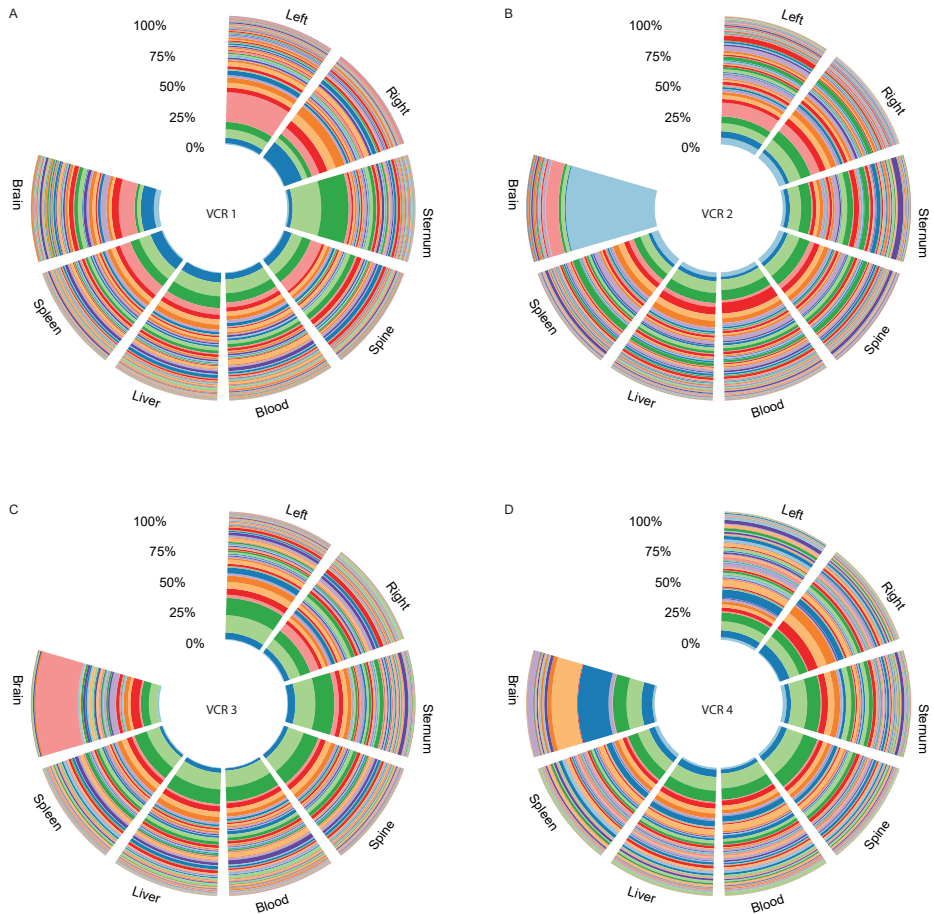 A
100%
75%
50%
25%
0%
Left
Right
Sternum
Spine
Blood
Liver
Spleen
Brain
VCR 1
B
100%
75%
50%
25%
0%
Left
Right
Sternum
Spine
Blood
Liver
Spleen
Brain
VCR 2
C
100%
75%
50%
25%
0%
Left
Right
Sternum
Spine
Blood
Liver
Spleen
Brain
VCR 3
D
100%
75%
50%
25%
0%
Left
Right
Sternum
Spine
Blood
Liver
Spleen
Brain
VCR 4